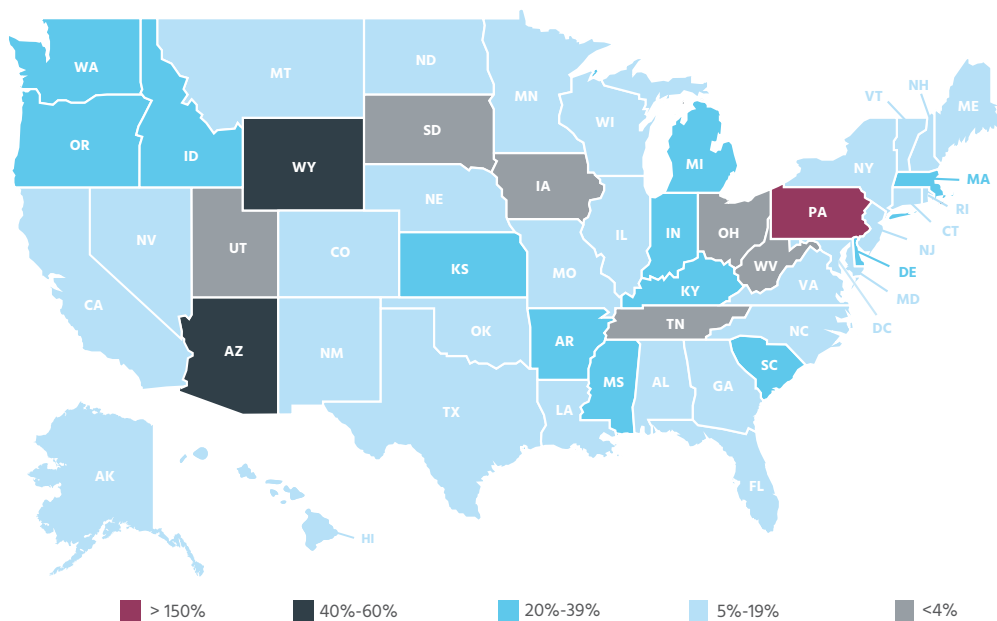 WA
MT
ND
MN
VT
NH
ME
OR
ID
WY
SD
WI
MI
NY
MA
NV
UT
CO
NE
IA
IL
IN
OH
PA
RI
CT
NJ
CA
KS
MO
KY
WV
VA
DE
MD
DC
AZ
NM
OK
AR
TN
NC
SC
TX
LA
MS
AL
GA
FL
AK
HI
> 150%
40%-60%
20%-39%
5%-19%
<4%